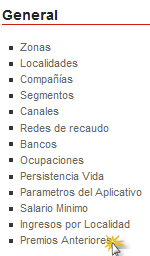 General
Zonas
Localidades
Compañías
Segmentos
Canales
Redes de recaudo
Bancos
Ocupaciones
Persistencia Vida
Parametros del Aplicativo
Salario Minimo
Ingresos por Localidad
Premios Anteriores